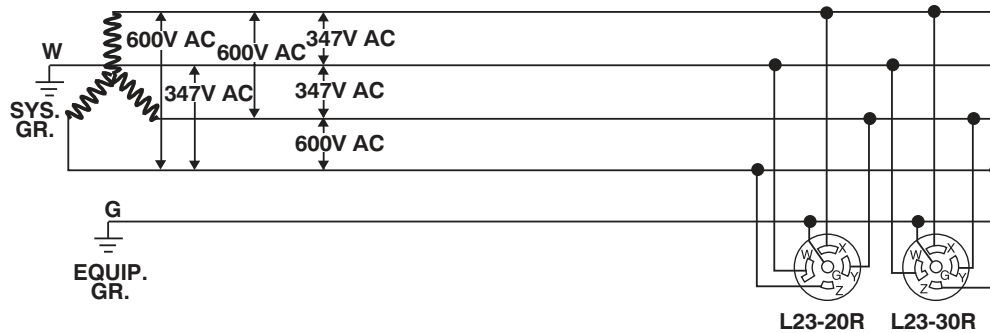 600V AC
600V AC
347V AC
W
SYS.
GR.
347V AC
347V AC
600V AC
G
EQUIP.
GR.
W
X
G
Y
Z
W
X
G
Y
Z
L23-20R
L23-30R